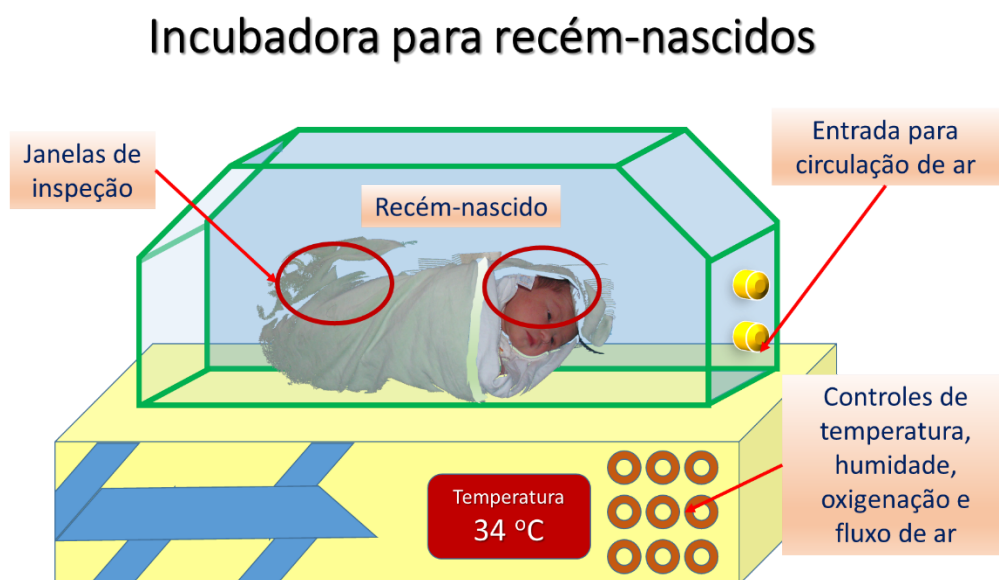 Incubadora para recém-nascidos
Janelas de
inspeção
Recém-nascido
Entrada para
circulação de ar
Controles de
temperatura,
humidade,
oxigenação e
fluxo de ar
Temperatura
34 ºC